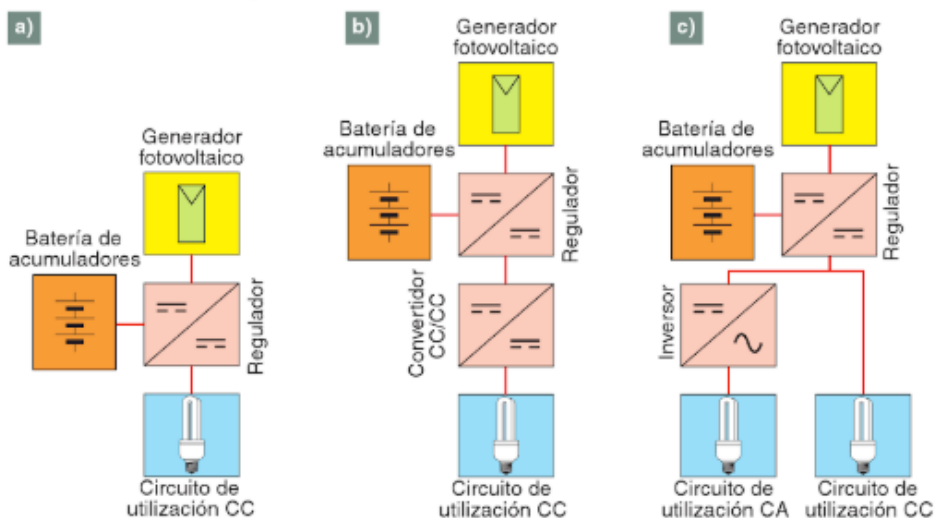 a)
Generador
fotovoltaico
Batería de
acumuladores
Regulador
Circuito de
utilización CC
b)
Generador
fotovoltaico
Batería de
acumuladores
Regulador
Convertidor
CC/CC
Circuito de
utilización CC
c)
Generador
fotovoltaico
Batería de
acumuladores
Regulador
Inversor
Circuito de
utilización CA
Circuito de
utilización CC